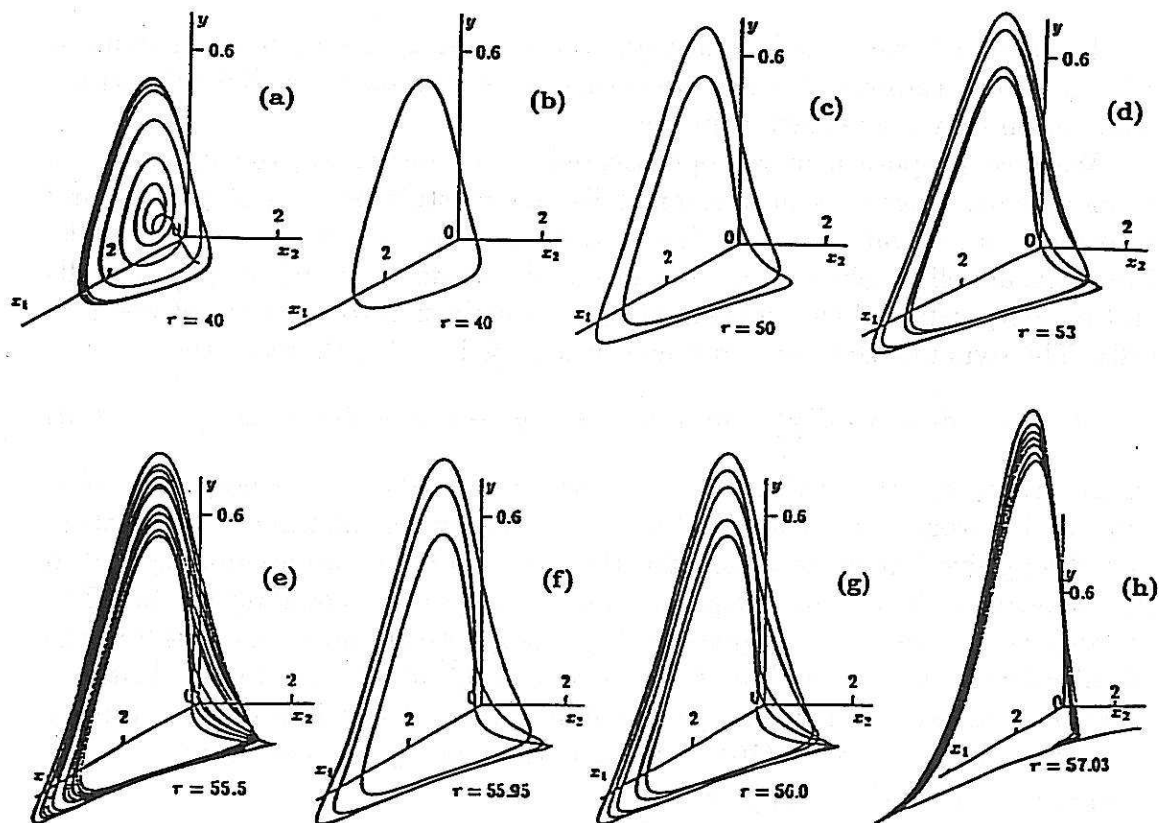 y
0.6
(a)
2
x₂
2
x₁
r = 40
y
0.6
(b)
0
2
x₂
2
x₁
r = 40
y
0.6
(c)
0
2
x₂
2
x₁
r = 50
y
0.6
(d)
0
2
x₂
2
x₁
r = 53
y
0.6
(e)
0
2
x₂
2
r = 55.5
y
0.6
(f)
0
2
x₂
2
x₁
r = 55.95
y
0.6
(g)
0
2
x₂
2
x₁
r = 56.0
y
0.6
(h)
0
2
x₂
2
x₁
r = 57.03